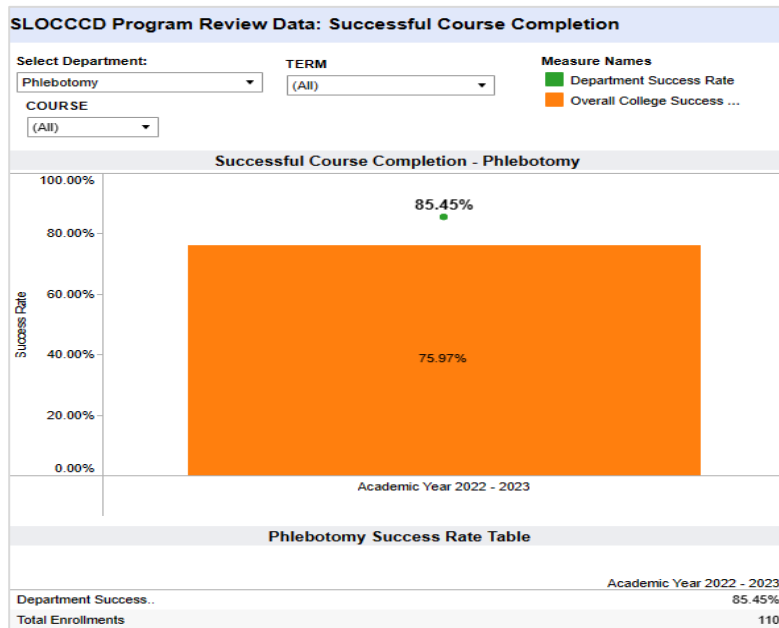 SLOCCCD Program Review Data: Successful Course Completion
Select Department:
Phlebotomy
TERM
(All)
Measure Names
Department Success Rate
Overall College Success ...
COURSE
(All)
Successful Course Completion - Phlebotomy
100.00%
80.00%
60.00%
40.00%
20.00%
0.00%
Success Rate
85.45%
75.97%
Academic Year 2022 - 2023
Phlebotomy Success Rate Table
Academic Year 2022 - 2023
Department Success.. 85.45%
Total Enrollments 110